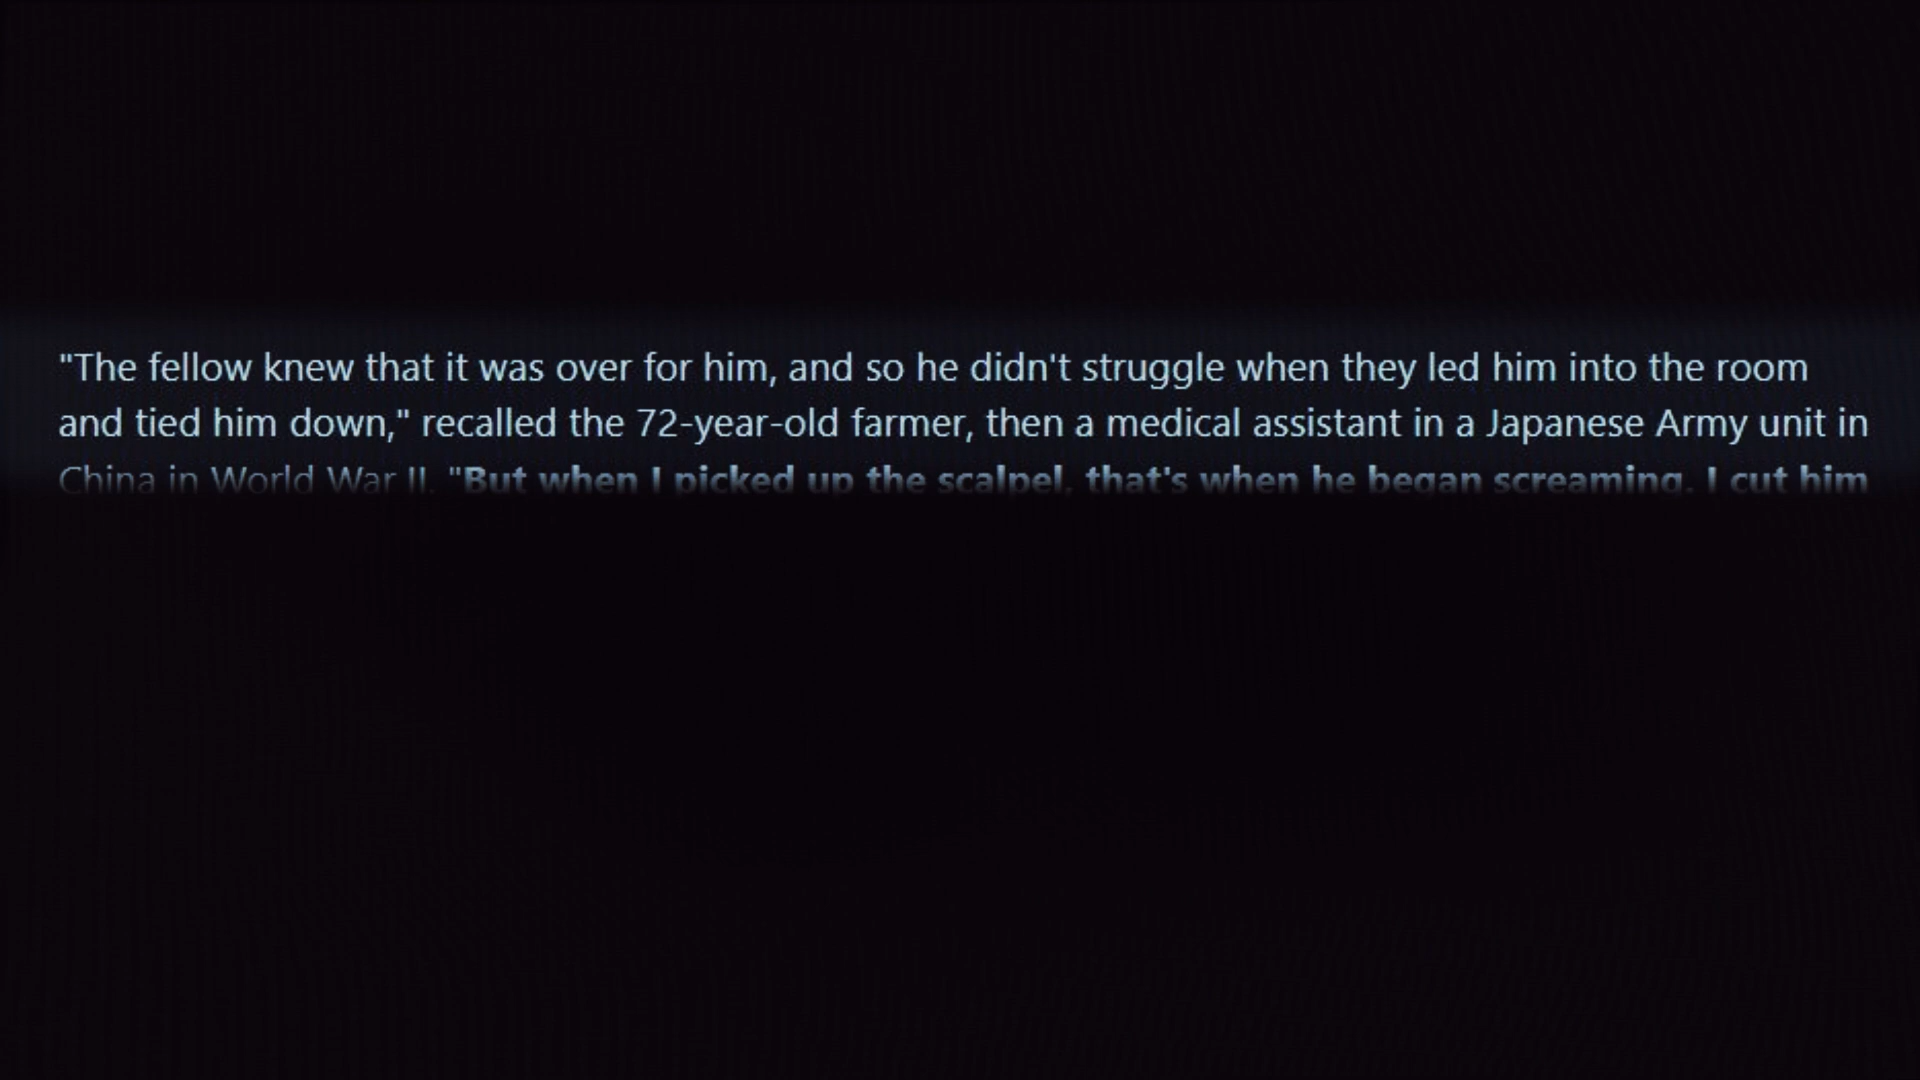 "The fellow knew that it was over for him, and so he didn't struggle when they led him into the room
and tied him down," recalled the 72-year-old farmer, then a medical assistant in a Japanese Army unit in
China in World War II. "But when I picked up the scalpel, that's when he began screaming. I cut him